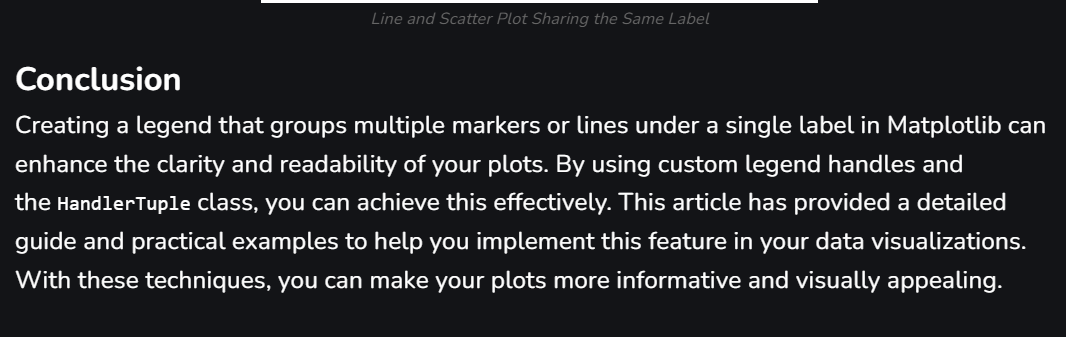 Line and Scatter Plot Sharing the Same Label
Conclusion
Creating a legend that groups multiple markers or lines under a single label in Matplotlib can
enhance the clarity and readability of your plots. By using custom legend handles and
the HandlerTuple class, you can achieve this effectively. This article has provided a detailed
guide and practical examples to help you implement this feature in your data visualizations.
With these techniques, you can make your plots more informative and visually appealing.